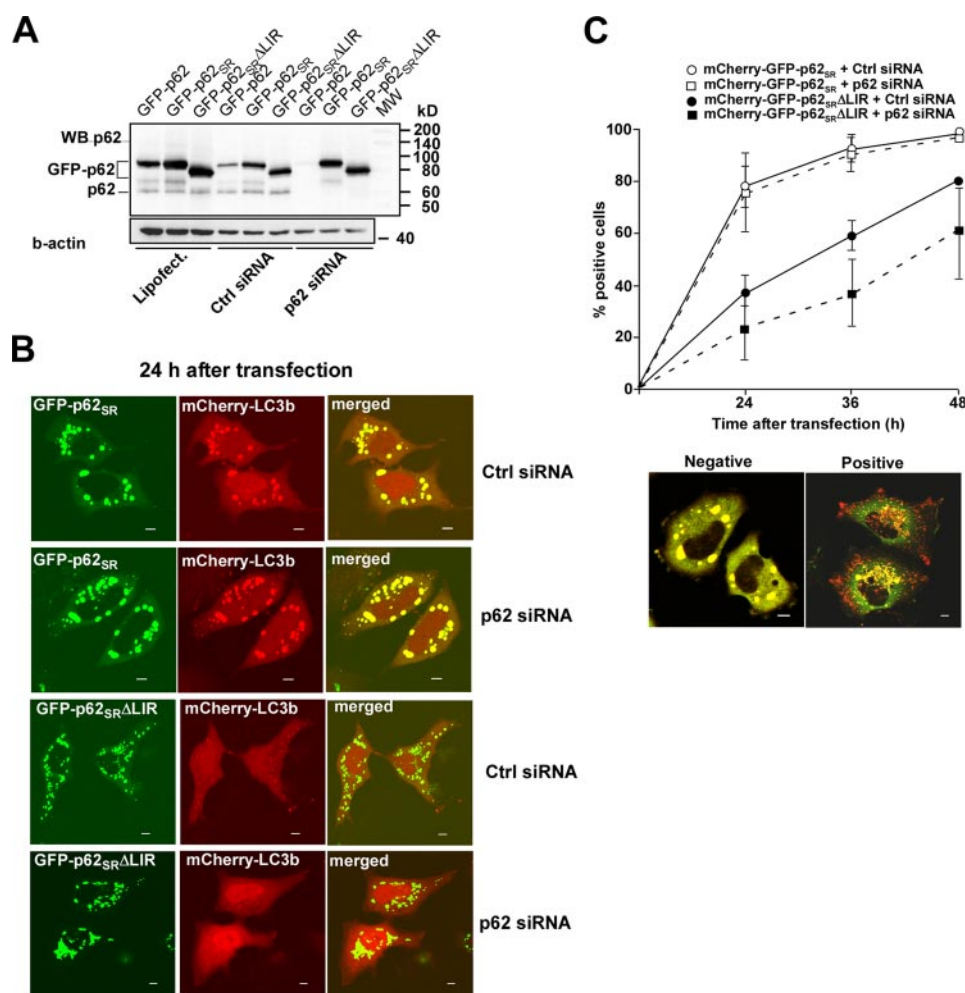 A
GFP-p62
GFP-p62SR
GFP-p62SRΔLIR
GFP-p62
GFP-p62SR
GFP-p62SRΔLIR
GFP-p62
GFP-p62SR
GFP-p62SRΔLIR
MW
kD
WB p62
GFP-p62
p62
200
140
100
80
60
50
b-actin
40
Lipofect.
Ctrl siRNA
p62 siRNA
B
24 h after transfection
GFP-p62SR mCherry-LC3b merged
Ctrl siRNA
GFP-p62SR mCherry-LC3b merged
p62 siRNA
GFP-p62SRΔLIR mCherry-LC3b merged
Ctrl siRNA
GFP-p62SRΔLIR mCherry-LC3b merged
p62 siRNA
C
mCherry-GFP-p62SR + Ctrl siRNA
mCherry-GFP-p62SR + p62 siRNA
mCherry-GFP-p62SRΔLIR + Ctrl siRNA
mCherry-GFP-p62SRΔLIR + p62 siRNA
% positive cells
100
80
60
40
20
0
24 36 48
Time after transfection (h)
Negative Positive